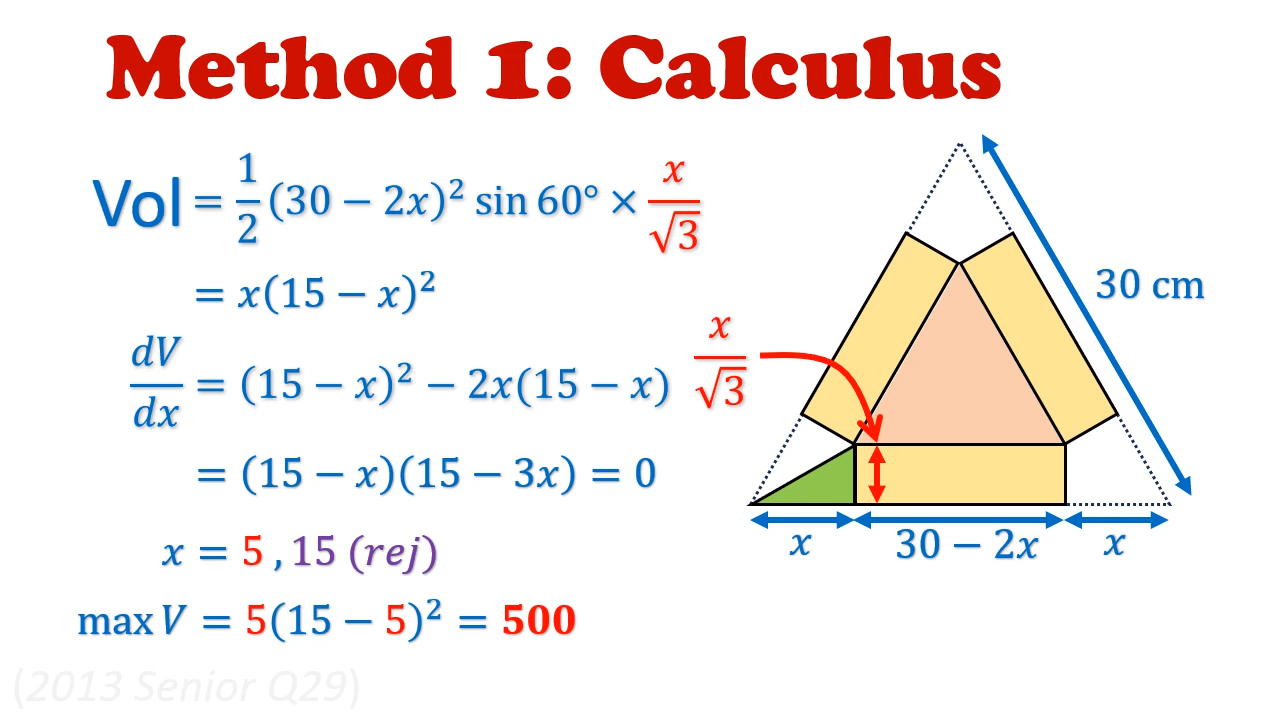 Method 1: Calculus
Vol = 1/2 (30 − 2x)² sin 60° × x/√3
= x(15 − x)²
dV/dx = (15 − x)² − 2x(15 − x)
= (15 − x)(15 − 3x) = 0
x = 5 , 15 (rej)
max V = 5(15 − 5)² = 500
(2013 Senior Q29)
30 cm
x/√3
x
30 − 2x
x